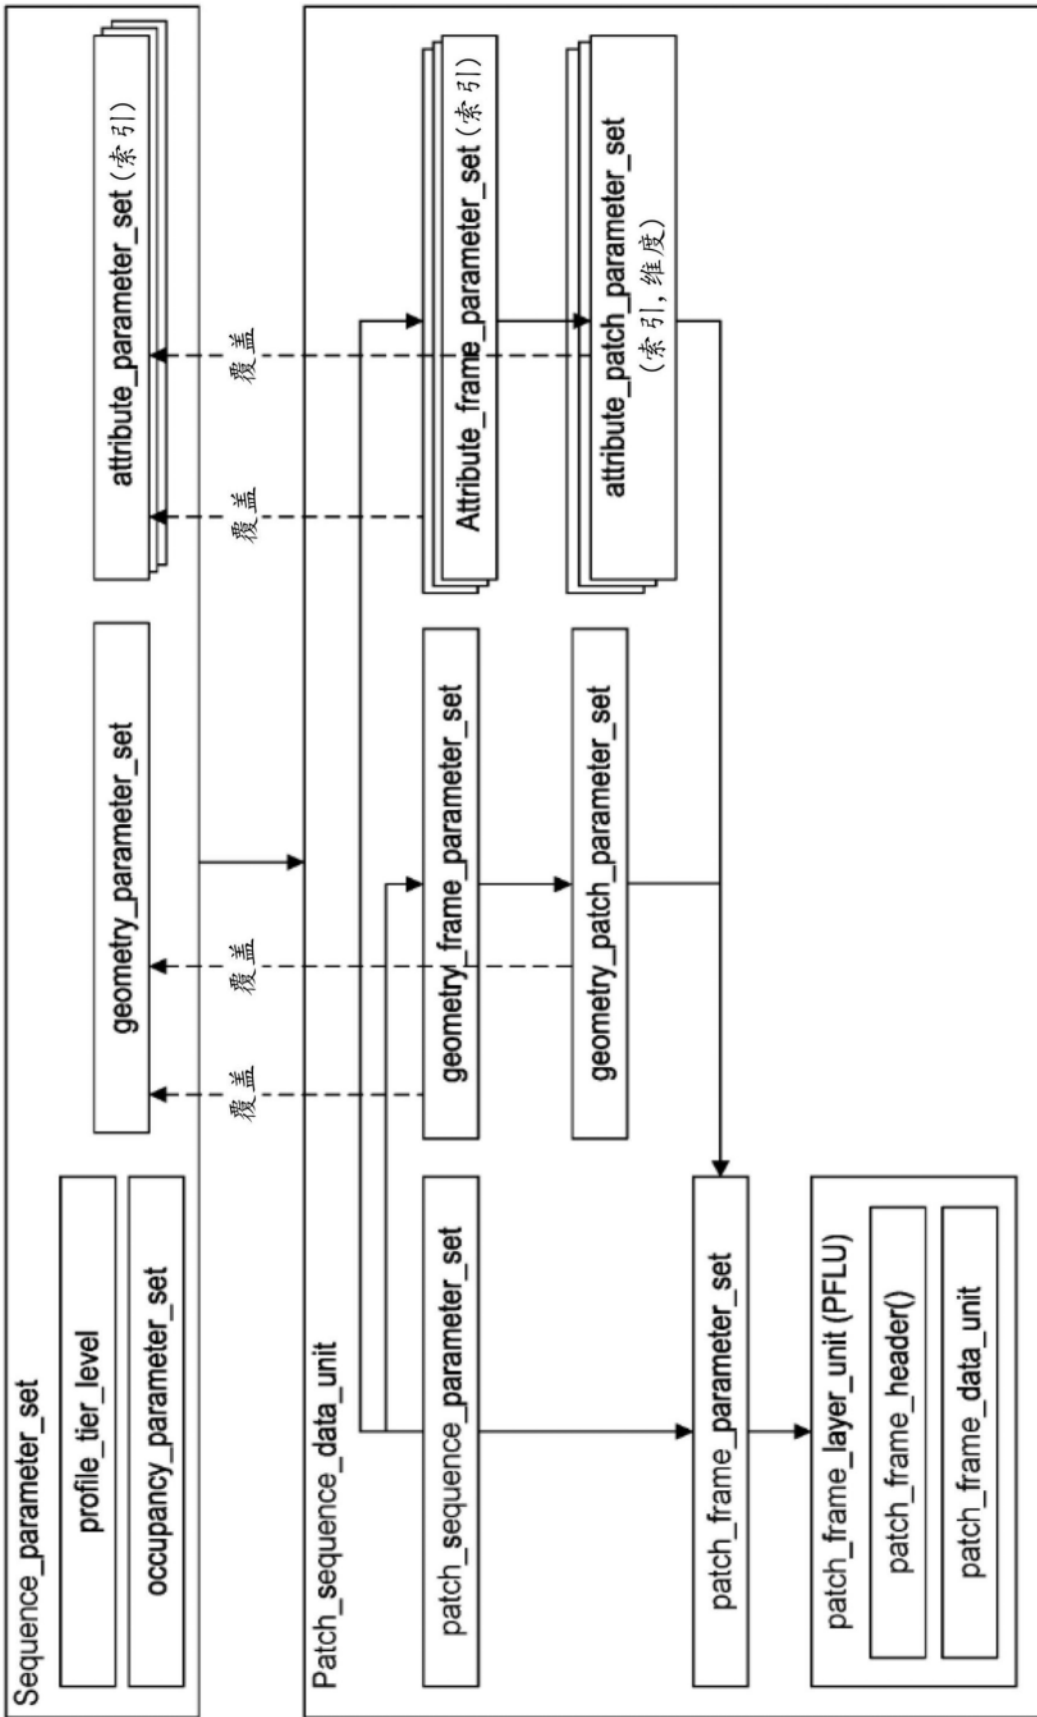 Sequence_parameter_set
profile_tier_level
occupancy_parameter_set
geometry_parameter_set
attribute_parameter_set (索引)
覆盖
覆盖
覆盖
覆盖
Patch_sequence_data_unit
patch_sequence_parameter_set
geometry_frame_parameter_set
Attribute_frame_parameter_set (索引)
geometry_patch_parameter_set
attribute_patch_parameter_set
(索引, 维度)
patch_frame_parameter_set
patch_frame_layer_unit (PFLU)
patch_frame_header()
patch_frame_data_unit